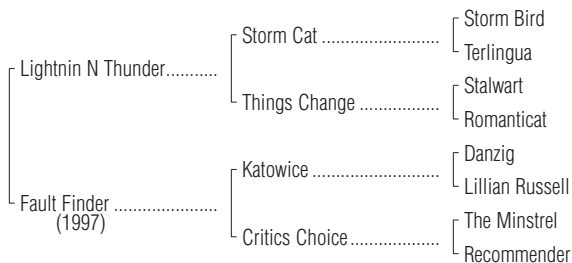 Storm Bird
Storm Cat ........................
Terlingua
Lightnin N Thunder...........
Stalwart
Things Change ................
Romanticat
Danzig
Katowice .........................
Lillian Russell
Fault Finder .....................
(1997)
The Minstrel
Critics Choice..................
Recommender